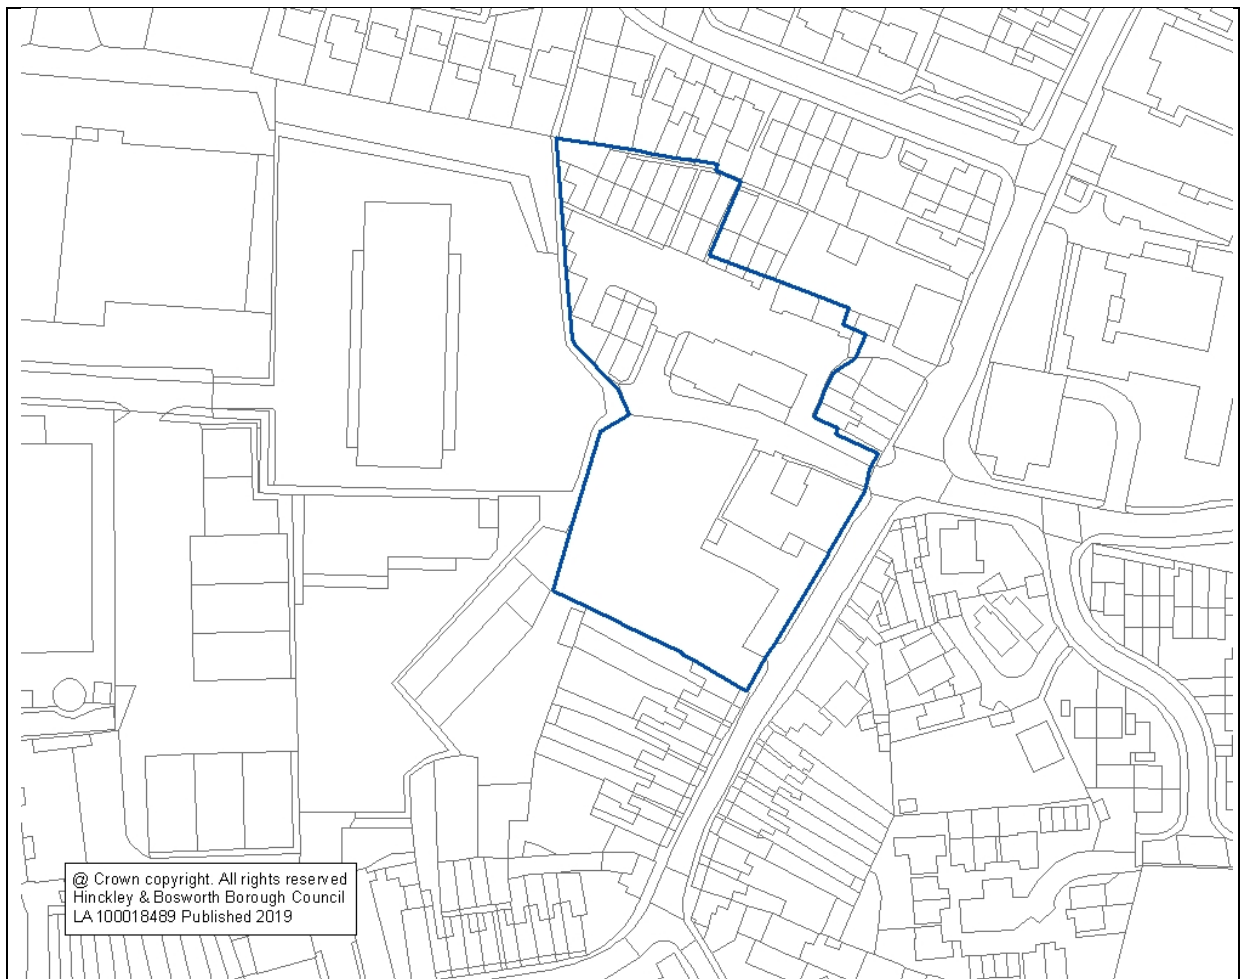 @ Crown copyright. All rights reserved
Hinckley & Bosworth Borough Council
LA 100018489 Published 2019